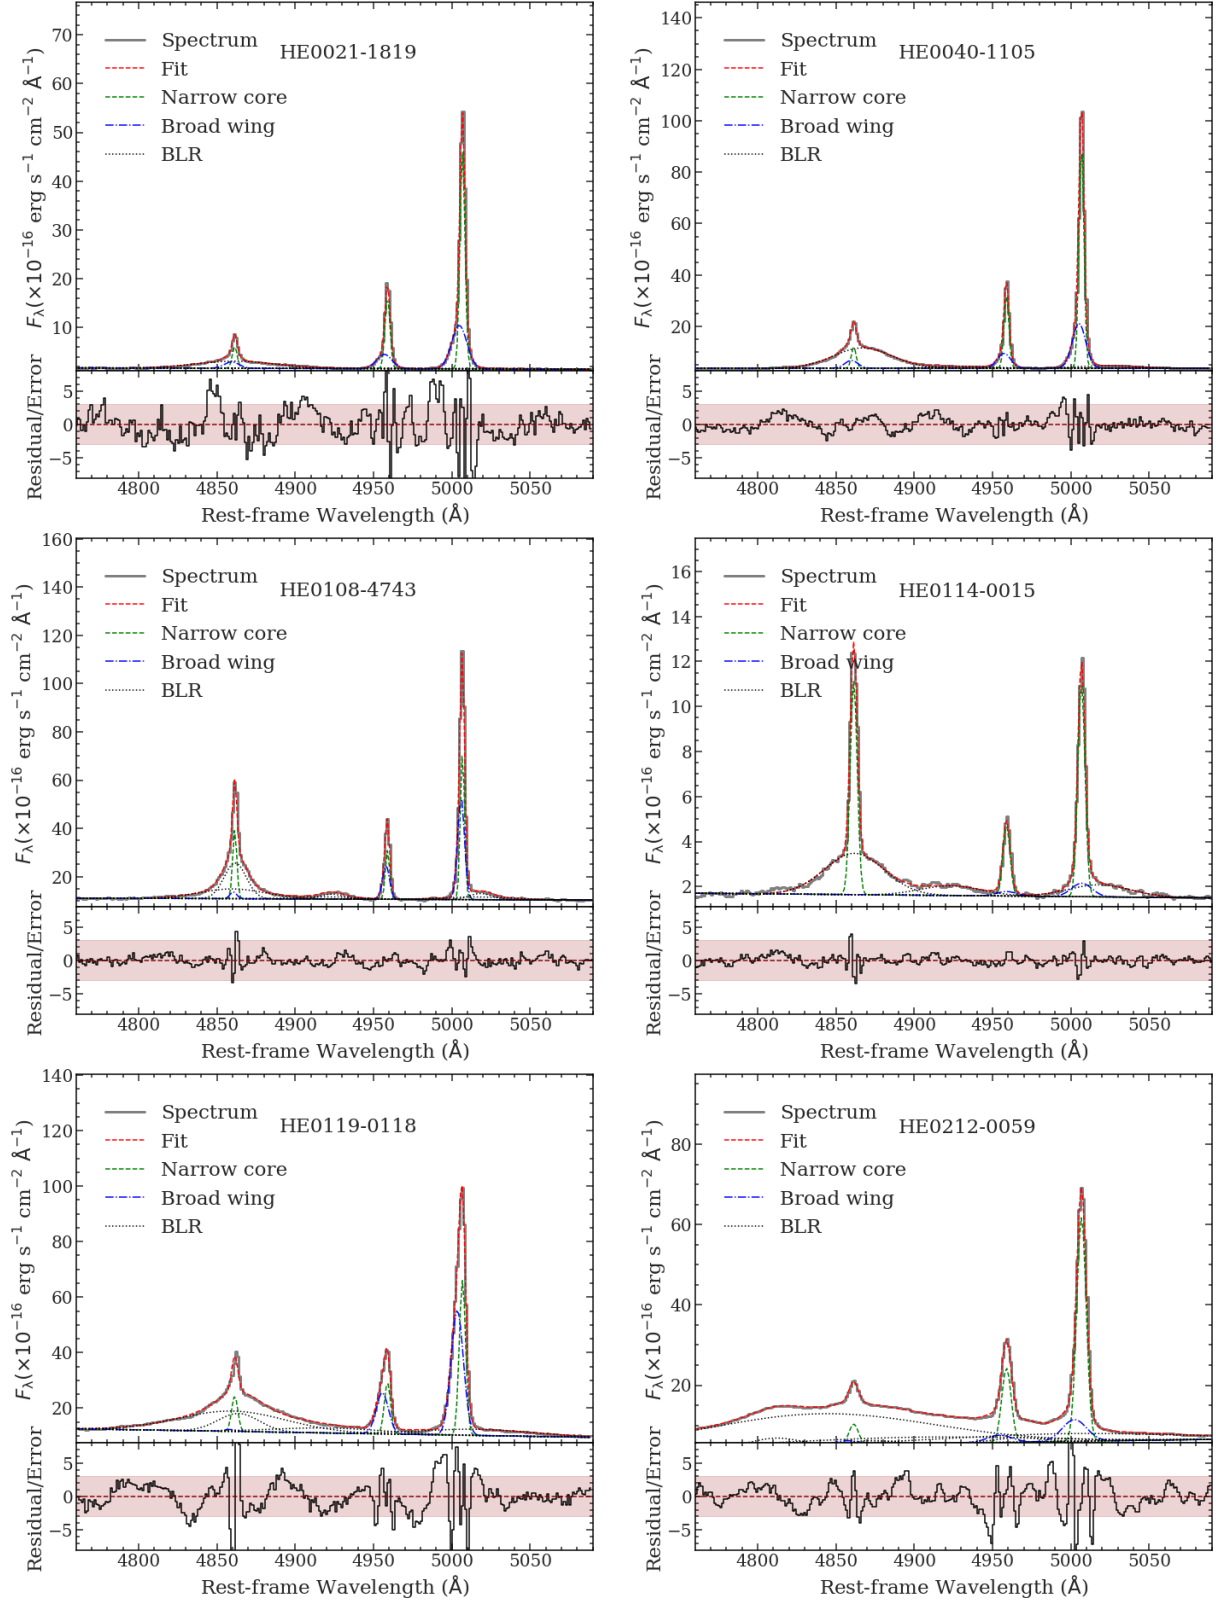 HE0021-1819
Spectrum
Fit
Narrow core
Broad wing
BLR
70
60
50
40
30
20
10
F_λ(×10⁻¹⁶ erg s⁻¹ cm⁻² Å⁻¹)
5
0
−5
Residual/Error
4800 4850 4900 4950 5000 5050
Rest-frame Wavelength (Å)
HE0040-1105
Spectrum
Fit
Narrow core
Broad wing
BLR
140
120
100
80
60
40
20
F_λ(×10⁻¹⁶ erg s⁻¹ cm⁻² Å⁻¹)
5
0
−5
Residual/Error
4800 4850 4900 4950 5000 5050
Rest-frame Wavelength (Å)
HE0108-4743
Spectrum
Fit
Narrow core
Broad wing
BLR
160
140
120
100
80
60
40
20
F_λ(×10⁻¹⁶ erg s⁻¹ cm⁻² Å⁻¹)
5
0
−5
Residual/Error
4800 4850 4900 4950 5000 5050
Rest-frame Wavelength (Å)
HE0114-0015
Spectrum
Fit
Narrow core
Broad wing
BLR
16
14
12
10
8
6
4
2
F_λ(×10⁻¹⁶ erg s⁻¹ cm⁻² Å⁻¹)
5
0
−5
Residual/Error
4800 4850 4900 4950 5000 5050
Rest-frame Wavelength (Å)
HE0119-0118
Spectrum
Fit
Narrow core
Broad wing
BLR
140
120
100
80
60
40
20
F_λ(×10⁻¹⁶ erg s⁻¹ cm⁻² Å⁻¹)
5
0
−5
Residual/Error
4800 4850 4900 4950 5000 5050
Rest-frame Wavelength (Å)
HE0212-0059
Spectrum
Fit
Narrow core
Broad wing
BLR
80
60
40
20
F_λ(×10⁻¹⁶ erg s⁻¹ cm⁻² Å⁻¹)
5
0
−5
Residual/Error
4800 4850 4900 4950 5000 5050
Rest-frame Wavelength (Å)